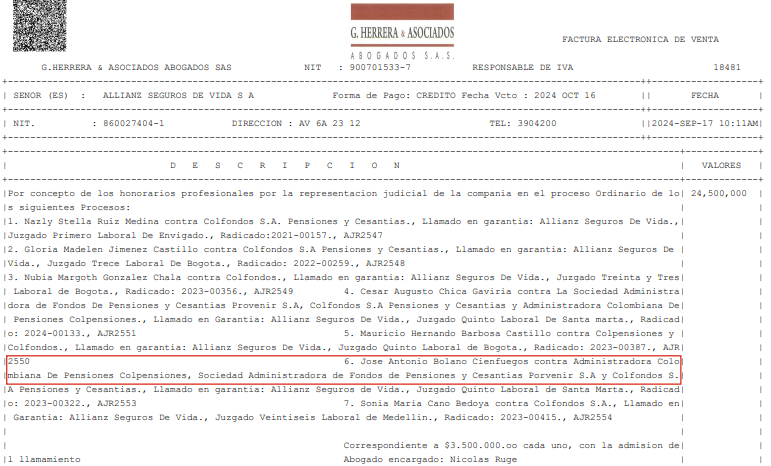 G. HERRERA & ASOCIADOS
ABOGADOS S.A.S.
FACTURA ELECTRONICA DE VENTA
G.HERRERA & ASOCIADOS ABOGADOS SAS NIT : 900701533-7 RESPONSABLE DE IVA 18481
SENOR (ES) : ALLIANZ SEGUROS DE VIDA S A Forma de Pago: CREDITO Fecha Vcto : 2024 OCT 16 FECHA
NIT. : 860027404-1 DIRECCION : AV 6A 23 12 TEL: 3904200 2024-SEP-17 10:11AM
D E S C R I P C I O N VALORES
Por concepto de los honorarios profesionales por la representacion judicial de la compania en el proceso Ordinario de lo 24,500,000
s siguientes Procesos:
1. Nazly Stella Ruiz Medina contra Colfondos S.A. Pensiones y Cesantias., Llamado en garantia: Allianz Seguros De Vida.,
Juzgado Primero Laboral De Envigado., Radicado:2021-00157., AJR2547
2. Gloria Madelen Jimenez Castillo contra Colfondos S.A Pensiones y Cesantias., Llamado en garantia: Allianz Seguros De
Vida., Juzgado Trece Laboral De Bogota., Radicado: 2022-00259., AJR2548
3. Nubia Margoth Gonzalez Chala contra Colfondos., Llamado en garantia: Allianz Seguros De Vida., Juzgado Treinta y Tres
Laboral de Bogota., Radicado: 2023-00356., AJR2549 4. Cesar Augusto Chica Gaviria contra La Sociedad Administra
dora de Fondos De Pensiones y Cesantias Provenir S.A, Colfondos S.A Pensiones y Cesantias y Administradora Colombiana De
Pensiones Colpensiones., Llamado en Garantia: Allianz Seguros De Vida., Juzgado Quinto Laboral De Santa marta., Radicad
o: 2024-00133., AJR2551 5. Mauricio Hernando Barbosa Castillo contra Colpensiones y
Colfondos., Llamado en garantia: Allianz Seguros De Vida., Juzgado Quinto Laboral de Bogota., Radicado: 2023-00387., AJR
2550 6. Jose Antonio Bolano Cienfuegos contra Administradora Colo
mbiana De Pensiones Colpensiones, Sociedad Administradora de Fondos de Pensiones y Cesantias Porvenir S.A y Colfondos S.
A Pensiones y Cesantias., Llamado en garantia: Allianz Seguros de Vida., Juzgado Quinto Laboral de Santa Marta., Radicad
o: 2023-00322., AJR2553 7. Sonia Maria Cano Bedoya contra Colfondos S.A., Llamado en
Garantia: Allianz Seguros De Vida., Juzgado Veintiseis Laboral de Medellin., Radicado: 2023-00415., AJR2554
Correspondiente a $3.500.000.oo cada uno, con la admision de
l llamamiento Abogado encargado: Nicolas Ruge